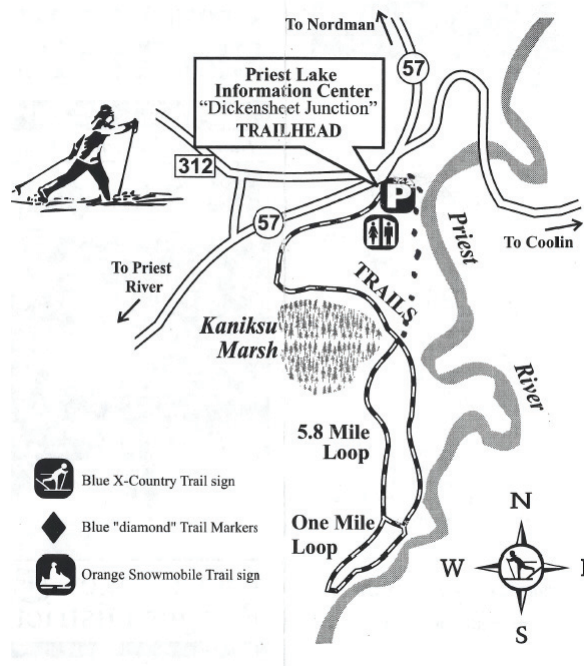 To Nordman
57
Priest Lake
Information Center
“Dickensheet Junction”
TRAILHEAD
312
P
57
To Coolin
Priest
To Priest
River
TRAILS
Kaniksu
Marsh
River
5.8 Mile
Loop
One Mile
Loop
Blue X-Country Trail sign
Blue "diamond" Trail Markers
Orange Snowmobile Trail sign
N
W
S